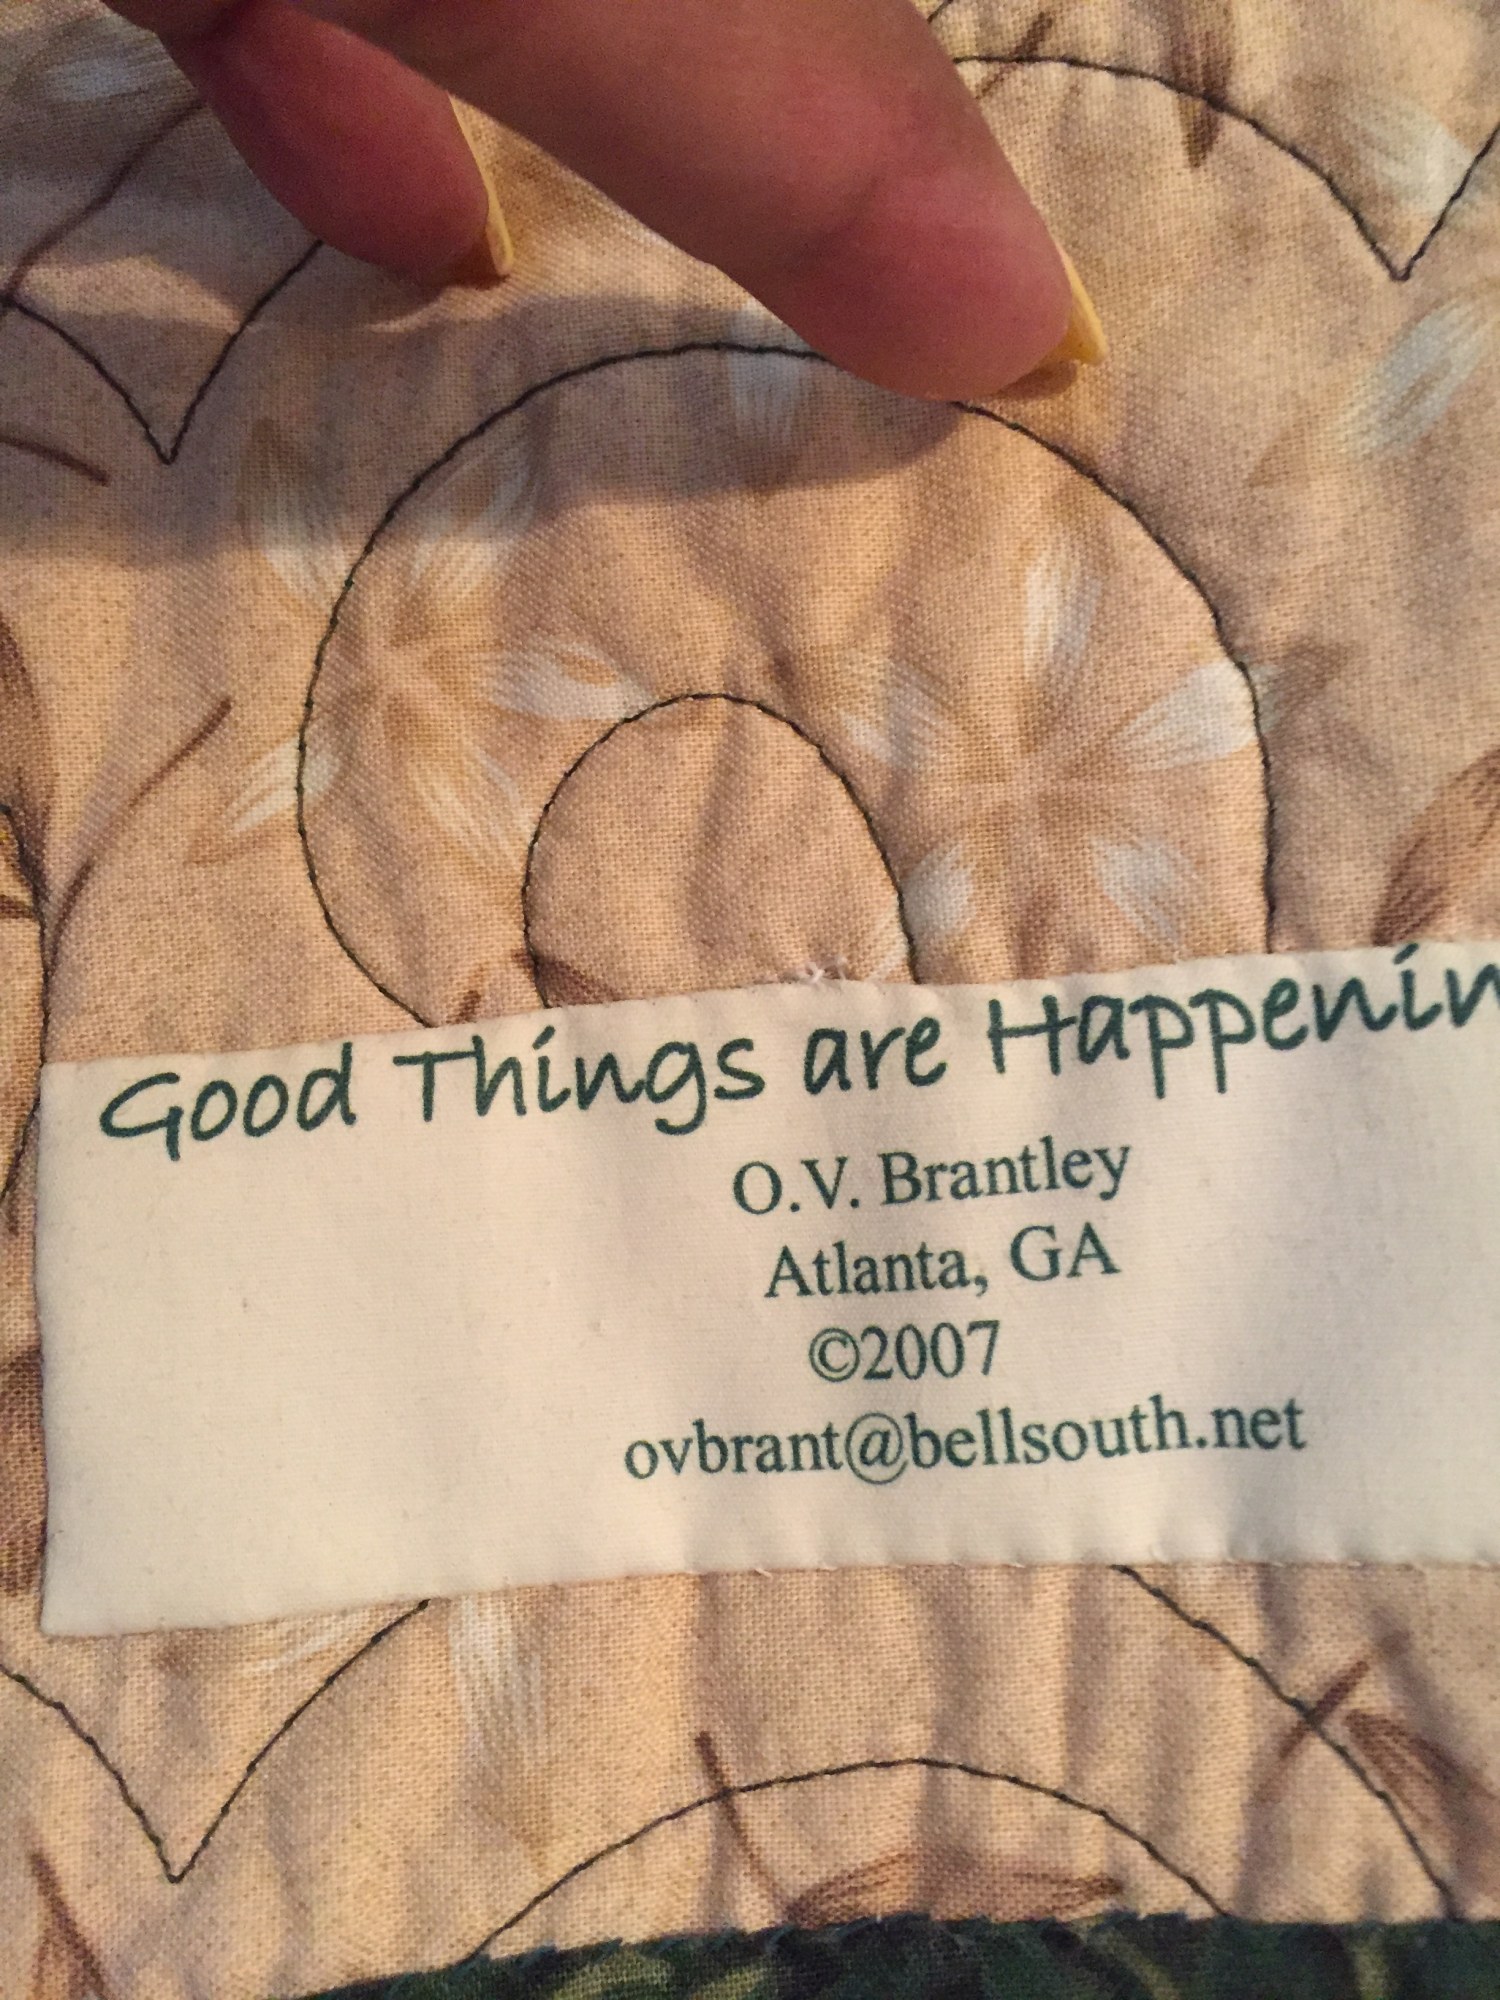 Good Things are Happenin
O.V. Brantley
Atlanta, GA
©2007
ovbrant@bellsouth.net